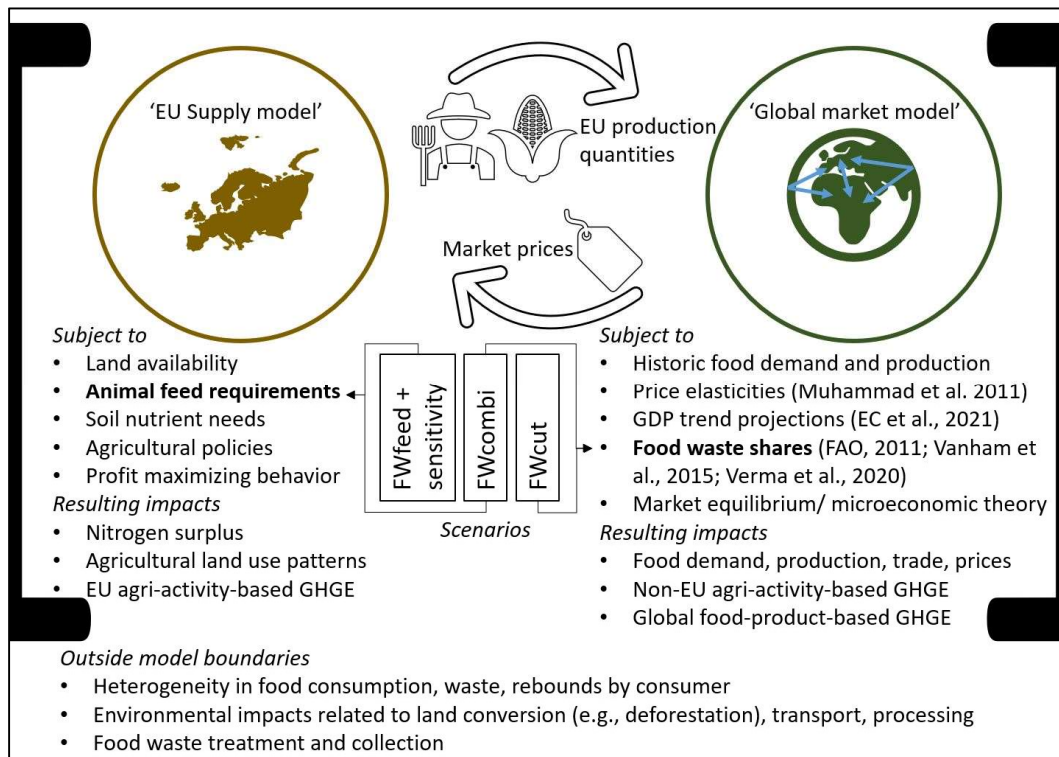 ‘EU Supply model’
EU production
quantities
‘Global market model’
Market prices
Subject to
• Land availability
• Animal feed requirements
• Soil nutrient needs
• Agricultural policies
• Profit maximizing behavior
Resulting impacts
• Nitrogen surplus
• Agricultural land use patterns
• EU agri-activity-based GHGE
FWfeed +
sensitivity
FWcombi
FWcut
Scenarios
Subject to
• Historic food demand and production
• Price elasticities (Muhammad et al. 2011)
• GDP trend projections (EC et al., 2021)
• Food waste shares (FAO, 2011; Vanham
et al., 2015; Verma et al., 2020)
• Market equilibrium/ microeconomic theory
Resulting impacts
• Food demand, production, trade, prices
• Non-EU agri-activity-based GHGE
• Global food-product-based GHGE
Outside model boundaries
• Heterogeneity in food consumption, waste, rebounds by consumer
• Environmental impacts related to land conversion (e.g., deforestation), transport, processing
• Food waste treatment and collection